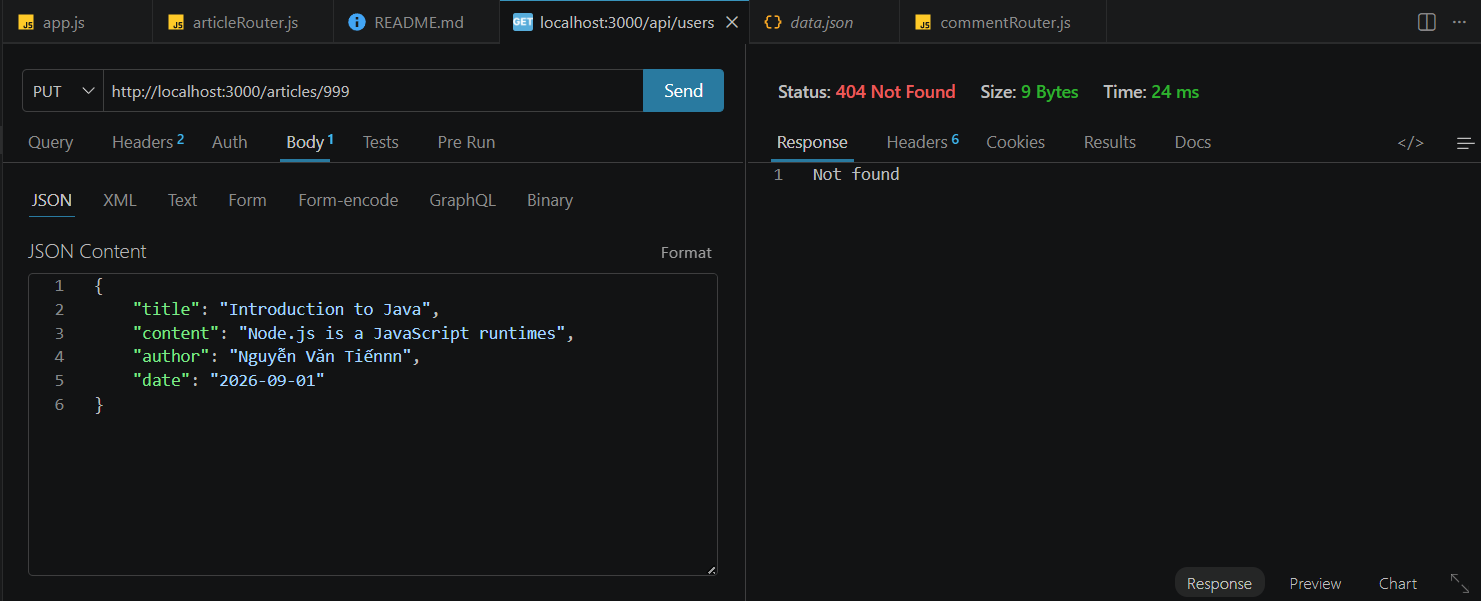 JS app.js
JS articleRouter.js
README.md
GET localhost:3000/api/users
data.json
JS commentRouter.js
PUT
http://localhost:3000/articles/999
Send
Query
Headers 2
Auth
Body 1
Tests
Pre Run
JSON
XML
Text
Form
Form-encode
GraphQL
Binary
JSON Content
Format
1 {
2 "title": "Introduction to Java",
3 "content": "Node.js is a JavaScript runtimes",
4 "author": "Nguyễn Văn Tiếnnn",
5 "date": "2026-09-01"
6 }
Status: 404 Not Found
Size: 9 Bytes
Time: 24 ms
Response
Headers 6
Cookies
Results
Docs
</>
1 Not found
Response
Preview
Chart